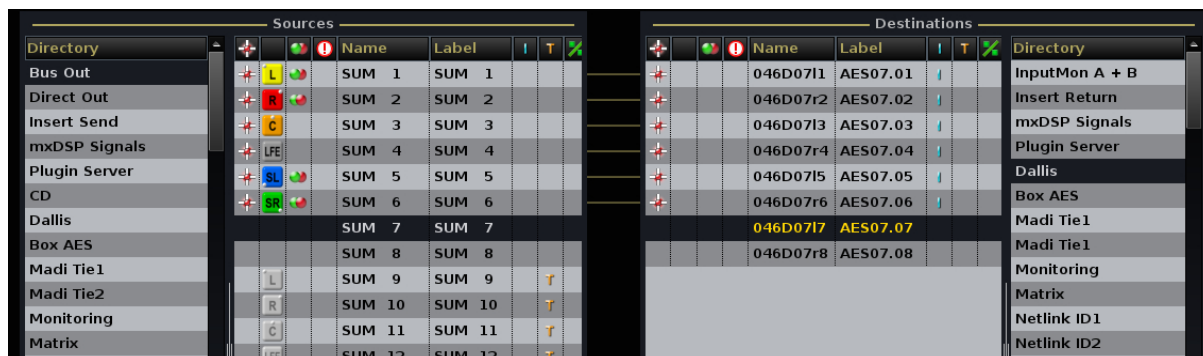 Sources
Destinations
Directory
Bus Out
Direct Out
Insert Send
mxDSP Signals
Plugin Server
CD
Dallis
Box AES
Madi Tie1
Madi Tie2
Monitoring
Matrix
Name Label I T
L SUM 1 SUM 1
R SUM 2 SUM 2
C SUM 3 SUM 3
LFE SUM 4 SUM 4
SL SUM 5 SUM 5
SR SUM 6 SUM 6
SUM 7 SUM 7
SUM 8 SUM 8
L SUM 9 SUM 9 T
R SUM 10 SUM 10 T
C SUM 11 SUM 11 T
LFE SUM 12 SUM 12
Name Label I T
046D07l1 AES07.01 I
046D07r2 AES07.02 I
046D07l3 AES07.03 I
046D07r4 AES07.04 I
046D07l5 AES07.05 I
046D07r6 AES07.06 I
046D07l7 AES07.07
046D07r8 AES07.08
Directory
InputMon A + B
Insert Return
mxDSP Signals
Plugin Server
Dallis
Box AES
Madi Tie1
Madi Tie1
Monitoring
Matrix
Netlink ID1
Netlink ID2